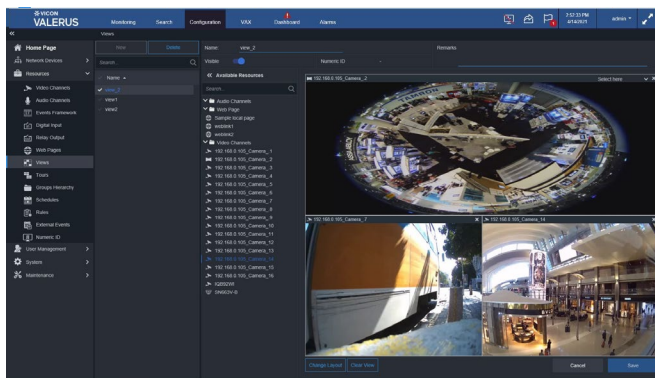 VICON
VALERUS
Monitoring
Search
Configuration
VAX
Dashboard
Alarms
2:52:33 PM
4/14/2021
admin
Views
Home Page
Network Devices
Resources
Video Channels
Audio Channels
Events Framework
Digital Input
Relay Output
Web Pages
Views
Tours
Groups Hierarchy
Schedules
Rules
External Events
Numeric ID
User Management
System
Maintenance
View
Delete
Search...
Name
view_2
view1
view2
Name
view_2
Remarks
Visible
Numeric ID
-
Available Resources
Search...
Audio Channels
Web Page
Sample local page
weblink1
weblink2
Video Channels
192.168.0.105_Camera_1
192.168.0.105_Camera_2
192.168.0.105_Camera_3
192.168.0.105_Camera_4
192.168.0.105_Camera_5
192.168.0.105_Camera_6
192.168.0.105_Camera_7
192.168.0.105_Camera_8
192.168.0.105_Camera_9
192.168.0.105_Camera_10
192.168.0.105_Camera_11
192.168.0.105_Camera_12
192.168.0.105_Camera_13
192.168.0.105_Camera_14
192.168.0.105_Camera_15
192.168.0.105_Camera_16
192.168.0.105_Camera_2
Select here
192.168.0.105_Camera_7
192.168.0.105_Camera_14
Change Layout
Clear View
Cancel
Save